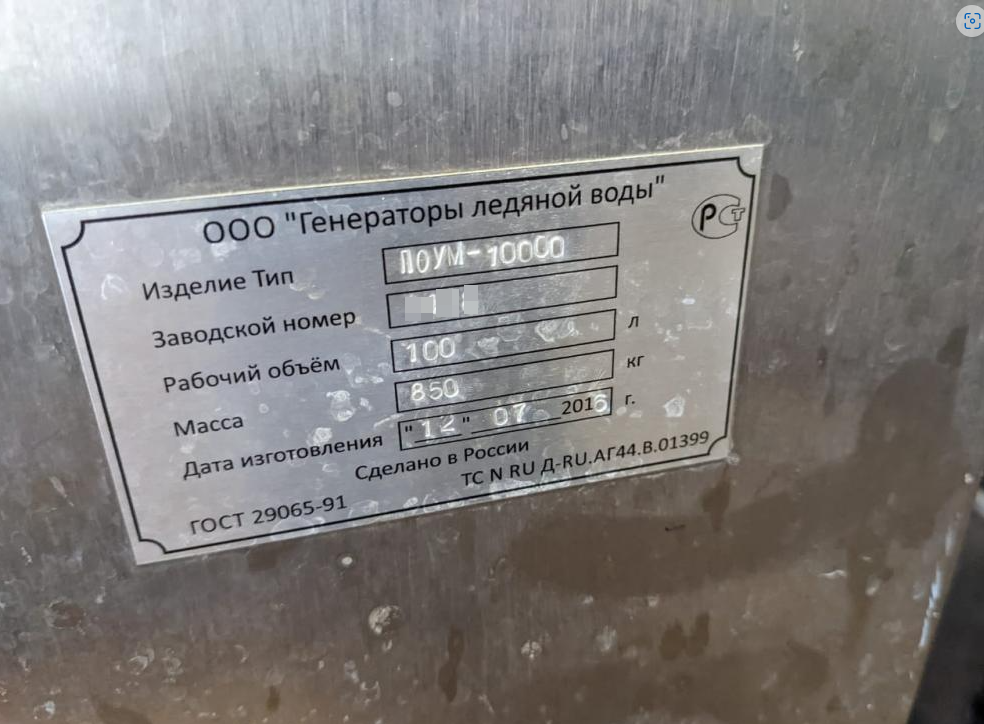 ООО "Генераторы ледяной воды"
РСТ
Изделие Тип ПОУМ-10000
Заводской номер
Рабочий объём 100 л
Масса 850 кг
Дата изготовления "12" 07 2016 г.
Сделано в России
ТС N RU Д-RU.АГ44.В.01399
ГОСТ 29065-91